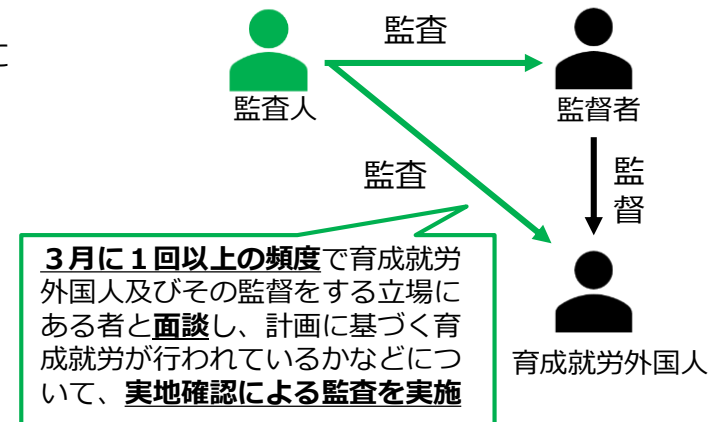 に
監査
監査人
監督者
監査
監
督
３月に１回以上の頻度で育成就労
外国人及びその監督をする立場に
ある者と面談し、計画に基づく育
成就労が行われているかなどにつ
いて、実地確認による監査を実施
育成就労外国人